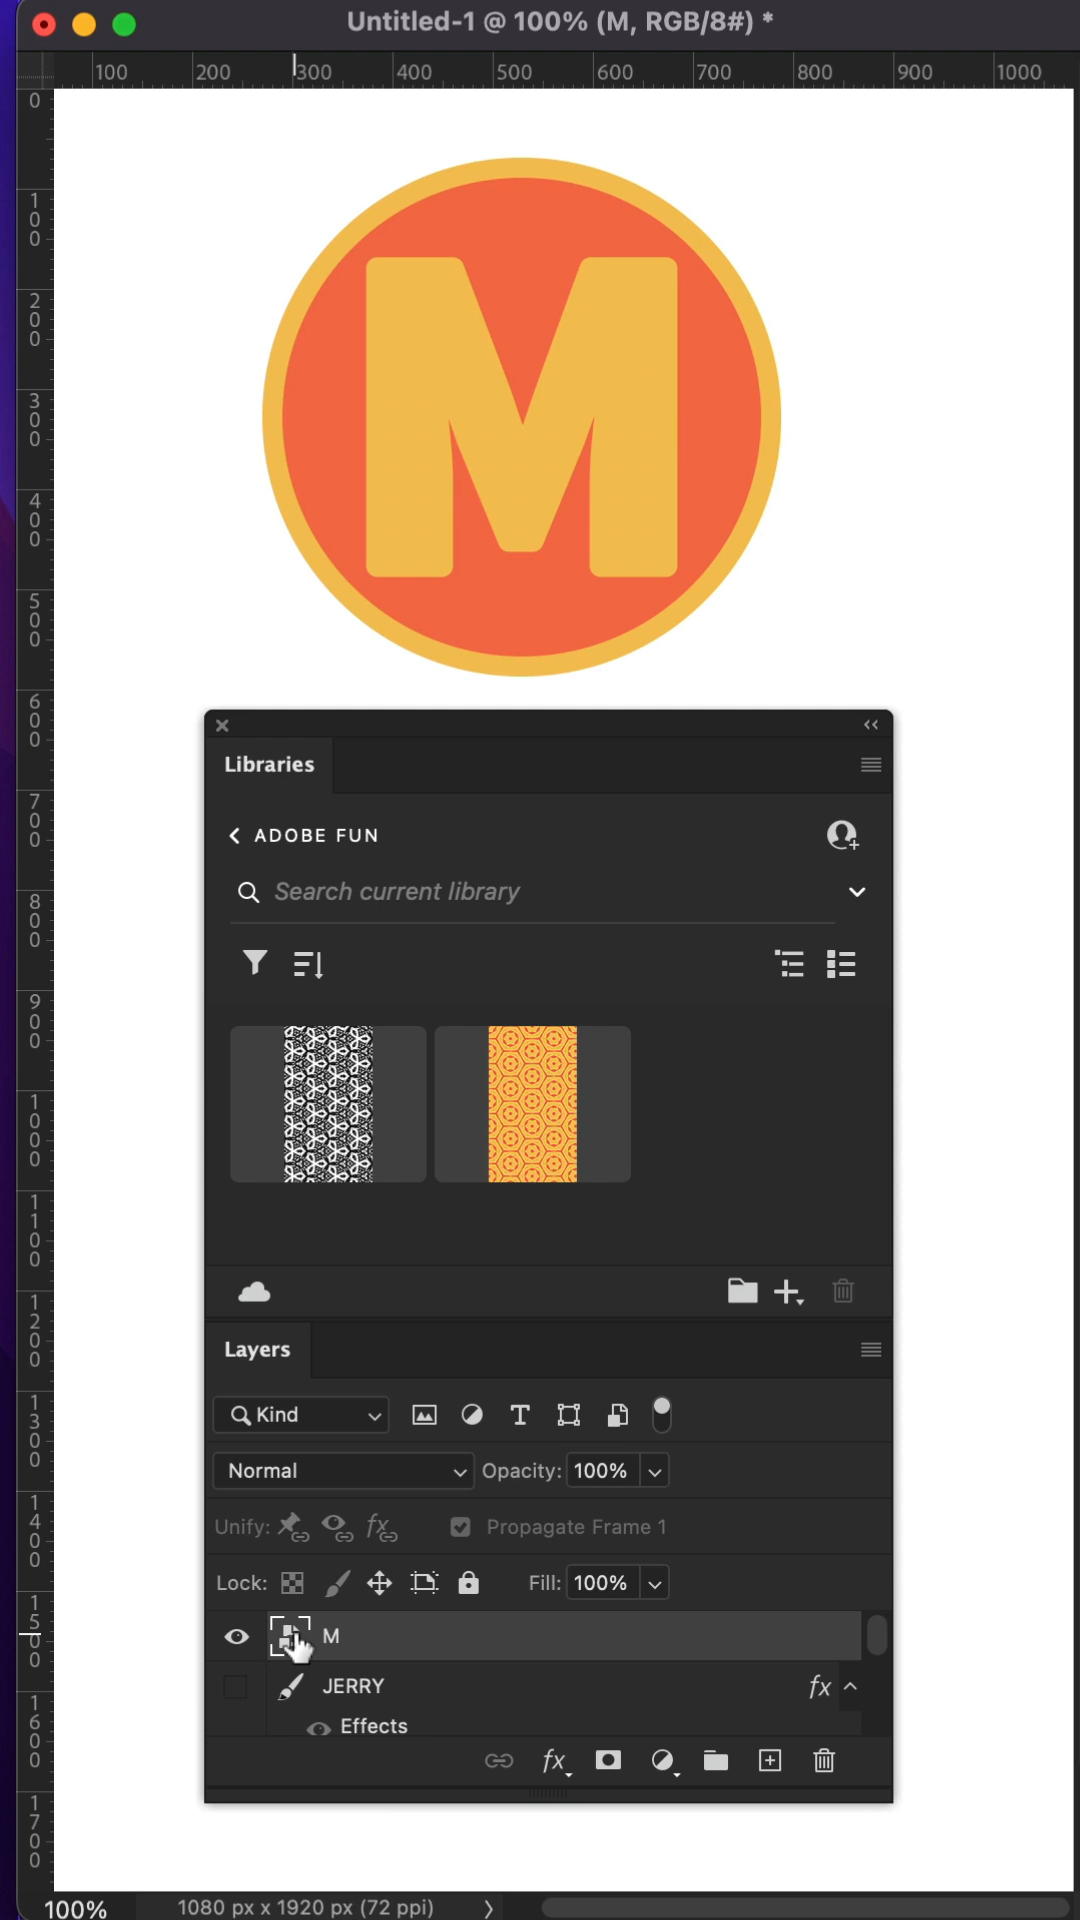 Untitled-1 @ 100% (M, RGB/8#) *
100 200 300 400 500 600 700 800 900 1000
0
100
200
300
400
500
600
700
800
900
1000
1100
1200
1300
1400
1500
1600
1700
M
Libraries
ADOBE FUN
Search current library
Layers
Kind
Normal Opacity: 100%
Unify: Propagate Frame 1
Lock: Fill: 100%
M
JERRY fx
Effects
fx
100% 1080 px x 1920 px (72 ppi)